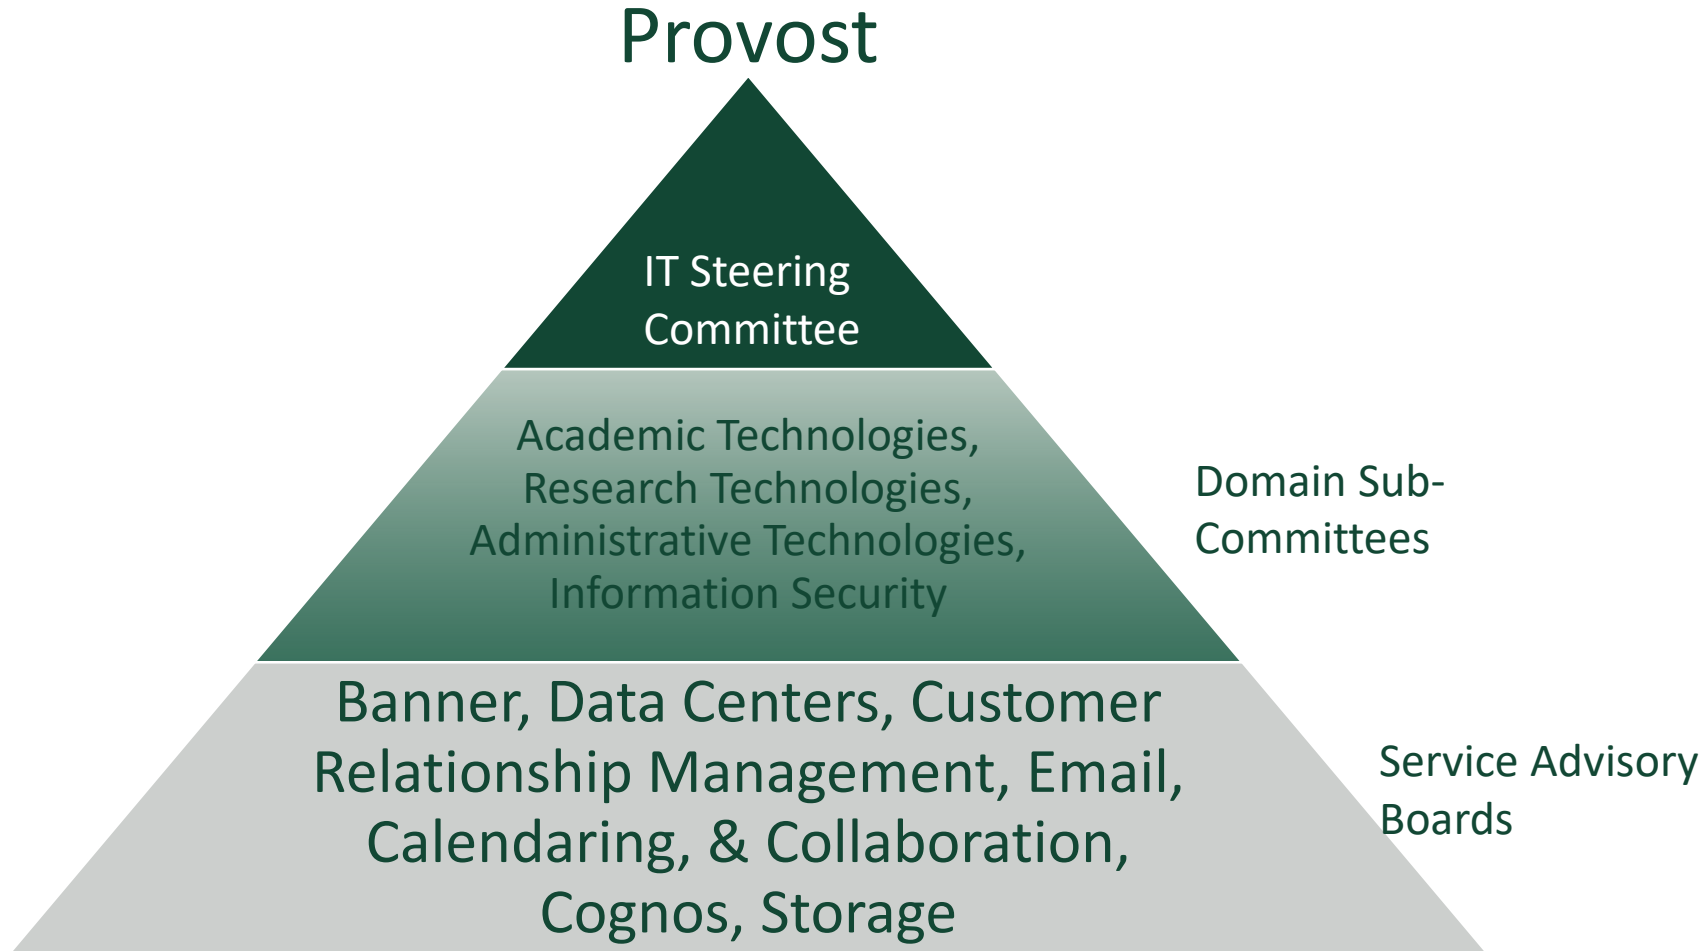 Provost
IT Steering
Committee
Academic Technologies,
Research Technologies,
Administrative Technologies,
Information Security
Domain Sub-
Committees
Banner, Data Centers, Customer
Relationship Management, Email,
Calendaring, & Collaboration,
Cognos, Storage
Service Advisory
Boards